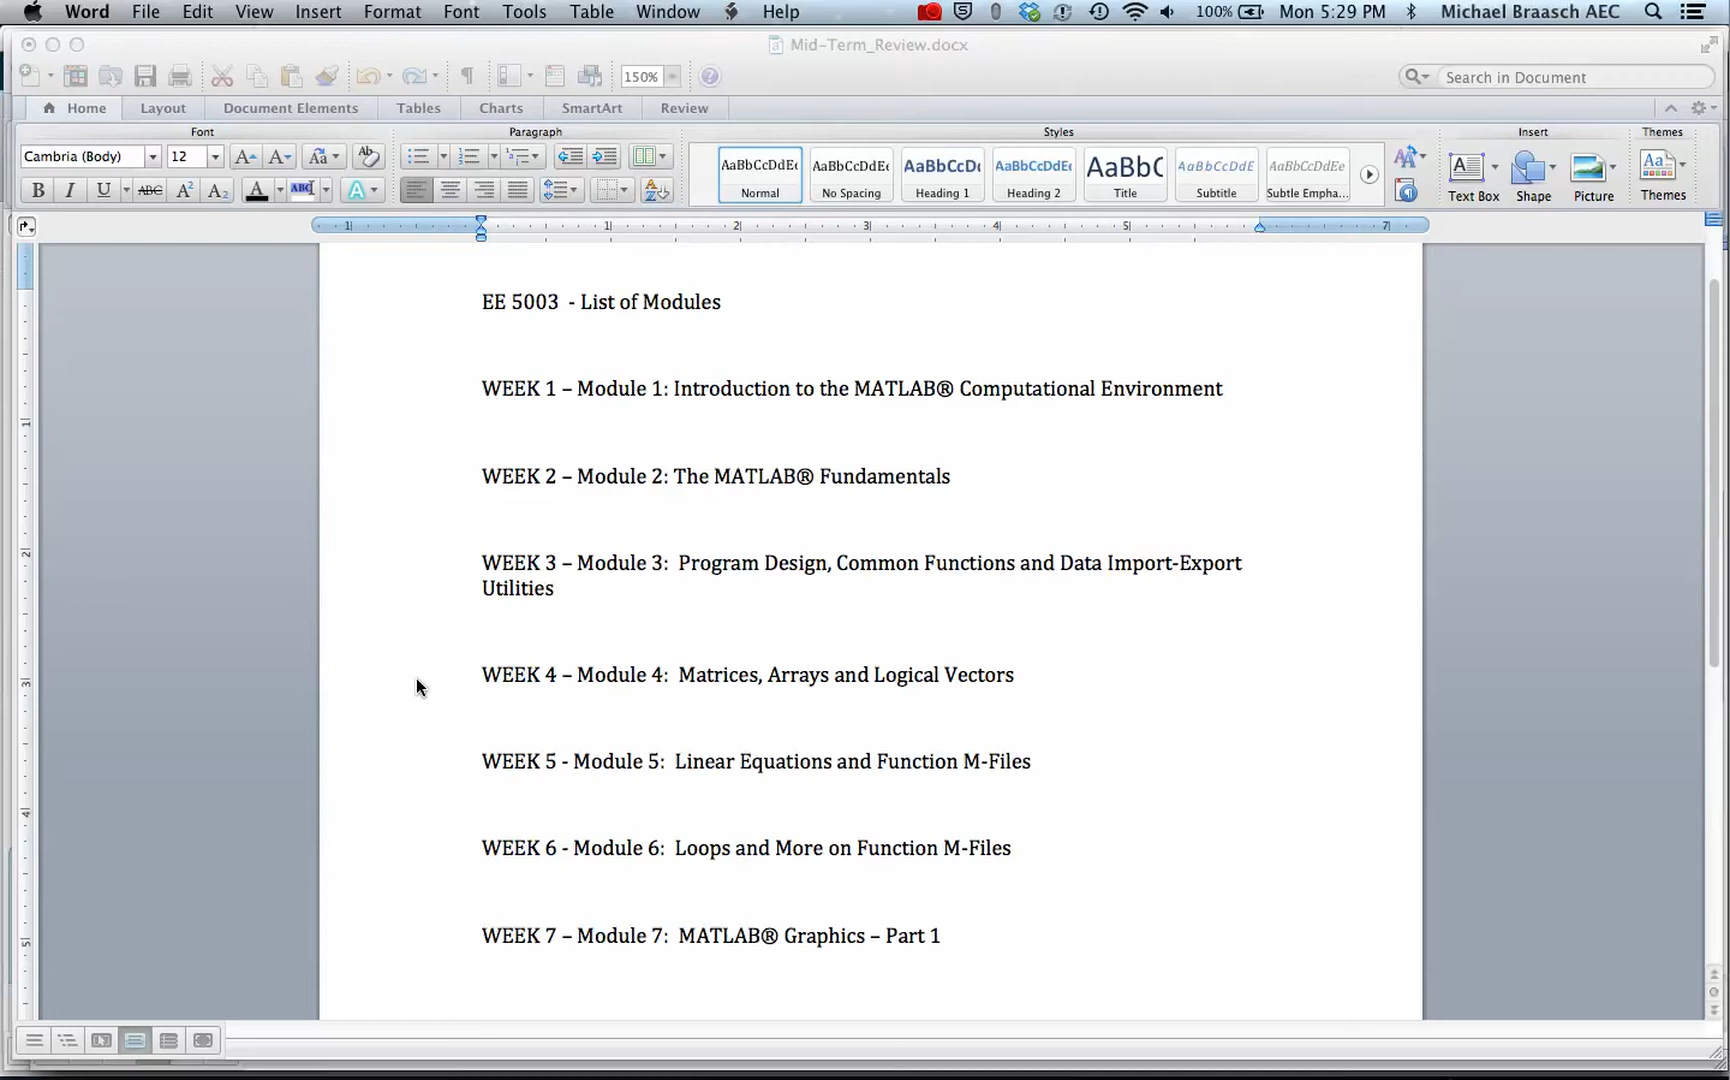 Word File Edit View Insert Format Font Tools Table Window Help 100% Mon 5:29 PM Michael Braasch AEC
Mid-Term_Review.docx
150% Search in Document
Home Layout Document Elements Tables Charts SmartArt Review
Font Paragraph Styles Insert Themes
Cambria (Body) 12
AaBbCcDdEe AaBbCcDdEe AaBbCcDc AaBbCcDdEe AaBbC AaBbCcDdE AaBbCcDdEe
Normal No Spacing Heading 1 Heading 2 Title Subtitle Subtle Empha...
Text Box Shape Picture Themes
EE 5003 - List of Modules
WEEK 1 – Module 1: Introduction to the MATLAB® Computational Environment
WEEK 2 – Module 2: The MATLAB® Fundamentals
WEEK 3 – Module 3: Program Design, Common Functions and Data Import-Export
Utilities
WEEK 4 – Module 4: Matrices, Arrays and Logical Vectors
WEEK 5 - Module 5: Linear Equations and Function M-Files
WEEK 6 - Module 6: Loops and More on Function M-Files
WEEK 7 – Module 7: MATLAB® Graphics – Part 1